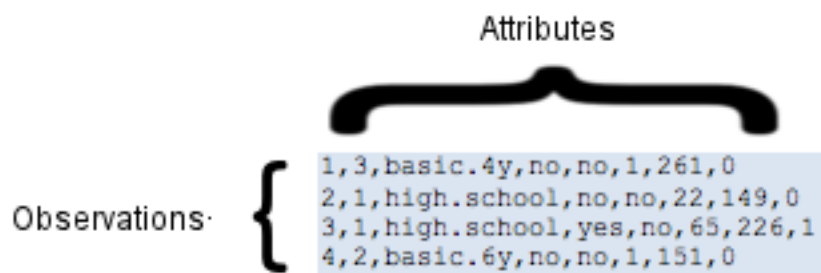 Attributes
1,3,basic.4y,no,no,1,261,0
2,1,high.school,no,no,22,149,0
3,1,high.school,yes,no,65,226,1
4,2,basic.6y,no,no,1,151,0
Observations